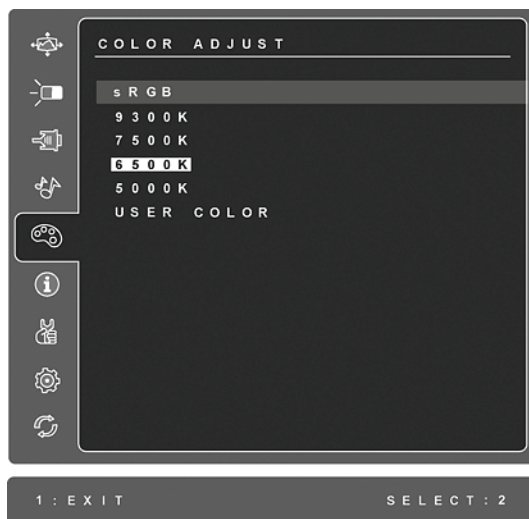 COLOR ADJUST
sRGB
9300K
7500K
6500K
5000K
USER COLOR
1:EXIT
SELECT:2